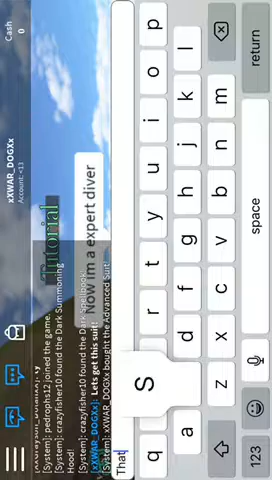 xXWAR_DOGXx
Account: <13
Cash
0
Tutorial
[System]: pedrophs12 joined the game.
[System]: crazyfisher10 found the Dark Summoning
Hood!
[System]: crazyfisher10 found the Dark Spellbook!
[xXWAR_DOGXx]: Lets get this suit!
[System]: xXWAR_DOGXx bought the Advanced Suit!
Now i'm a expert diver
That
S
q r t y u i o p
a d f g h j k l
z x c v b n m
123
space
return